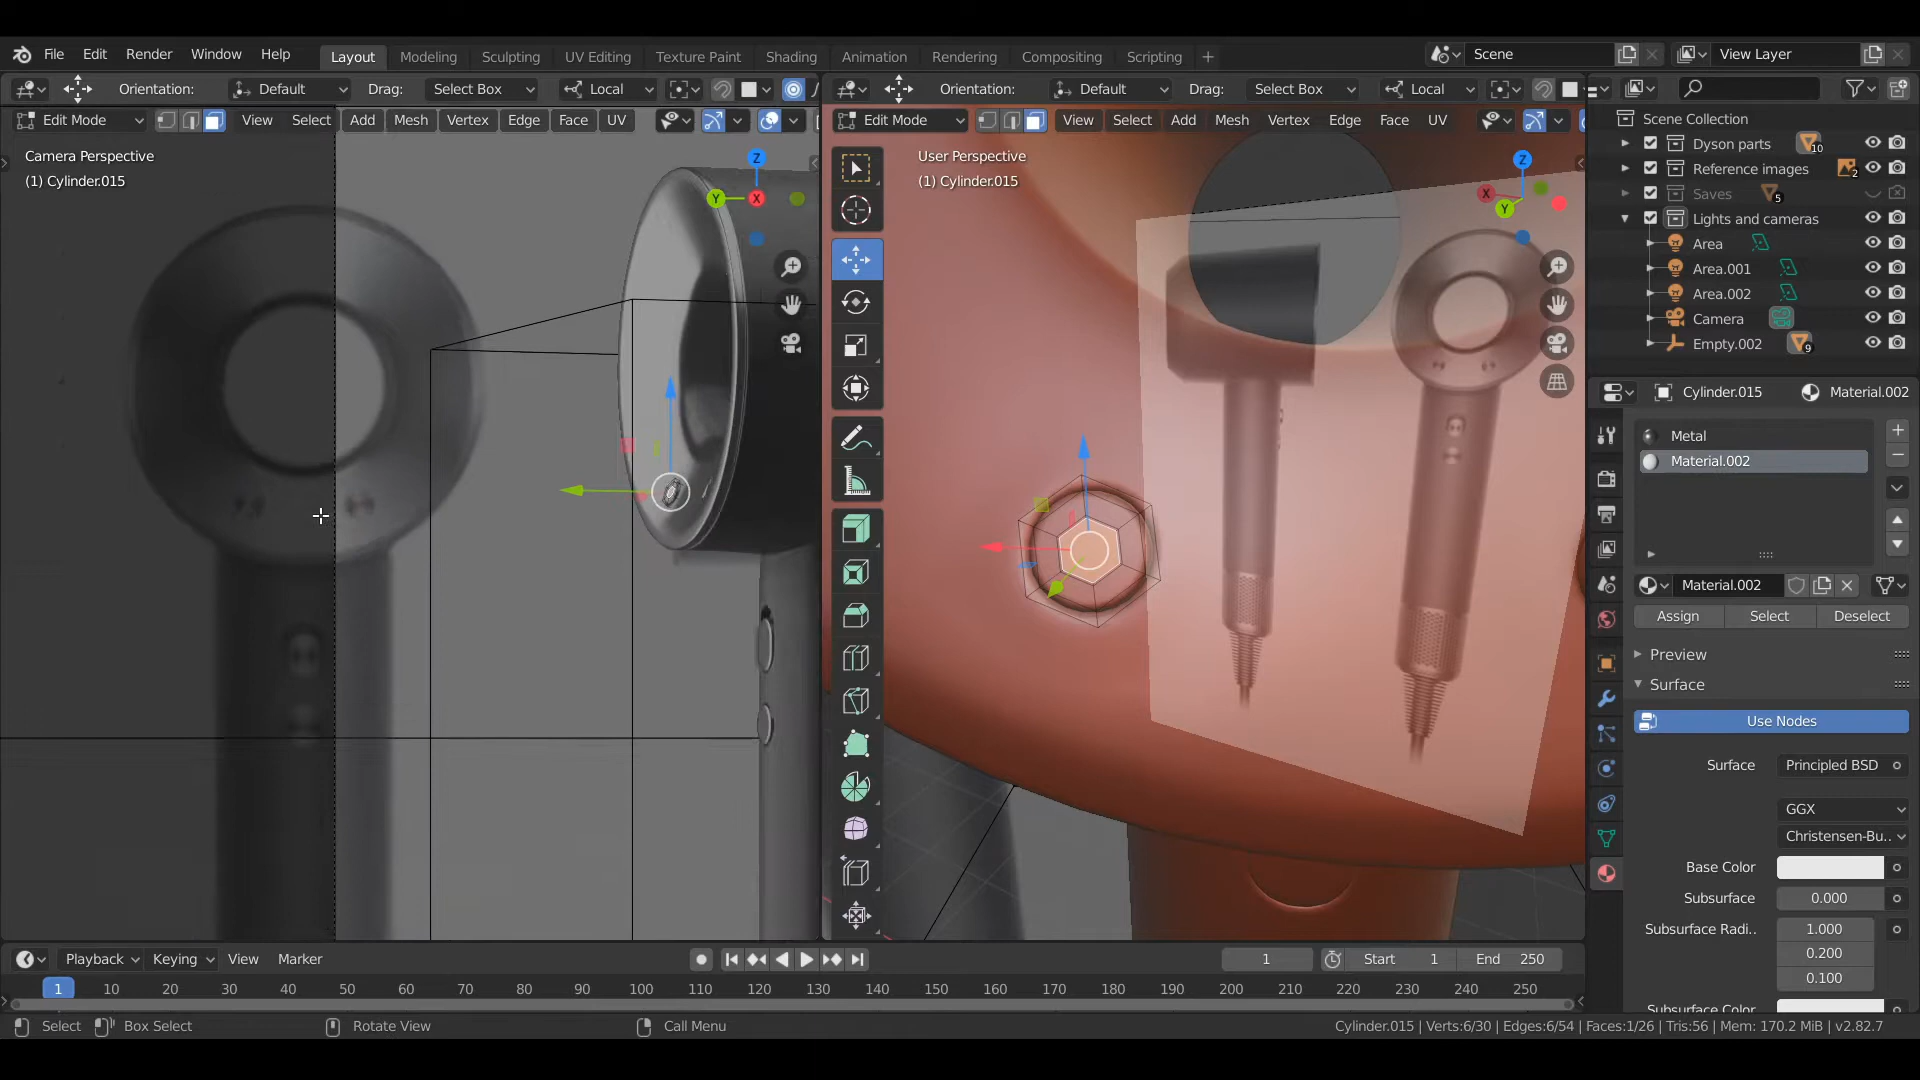 File Edit Render Window Help Layout Modeling Sculpting UV Editing Texture Paint Shading Animation Rendering Compositing Scripting + Scene View Layer
Orientation: Default Drag: Select Box Local
Orientation: Default Drag: Select Box Local
Edit Mode View Select Add Mesh Vertex Edge Face UV
Edit Mode View Select Add Mesh Vertex Edge Face UV
Camera Perspective
(1) Cylinder.015
User Perspective
(1) Cylinder.015
Z
Y
X
Z
X
Y
Scene Collection
Dyson parts 10
Reference images 2
Saves 5
Lights and cameras
Area
Area.001
Area.002
Camera
Empty.002 9
Cylinder.015 Material.002
Metal
Material.002
Material.002
Assign Select Deselect
Preview
Surface
Use Nodes
Surface Principled BSD
GGX
Christensen-Bu..
Base Color
Subsurface 0.000
Subsurface Radi.. 1.000
0.200
0.100
Subsurface Color
Playback Keying View Marker 1 Start 1 End 250
1 10 20 30 40 50 60 70 80 90 100 110 120 130 140 150 160 170 180 190 200 210 220 230 240 250
Select Box Select Rotate View Call Menu Cylinder.015 | Verts:6/30 | Edges:6/54 | Faces:1/26 | Tris:56 | Mem: 170.2 MiB | v2.82.7